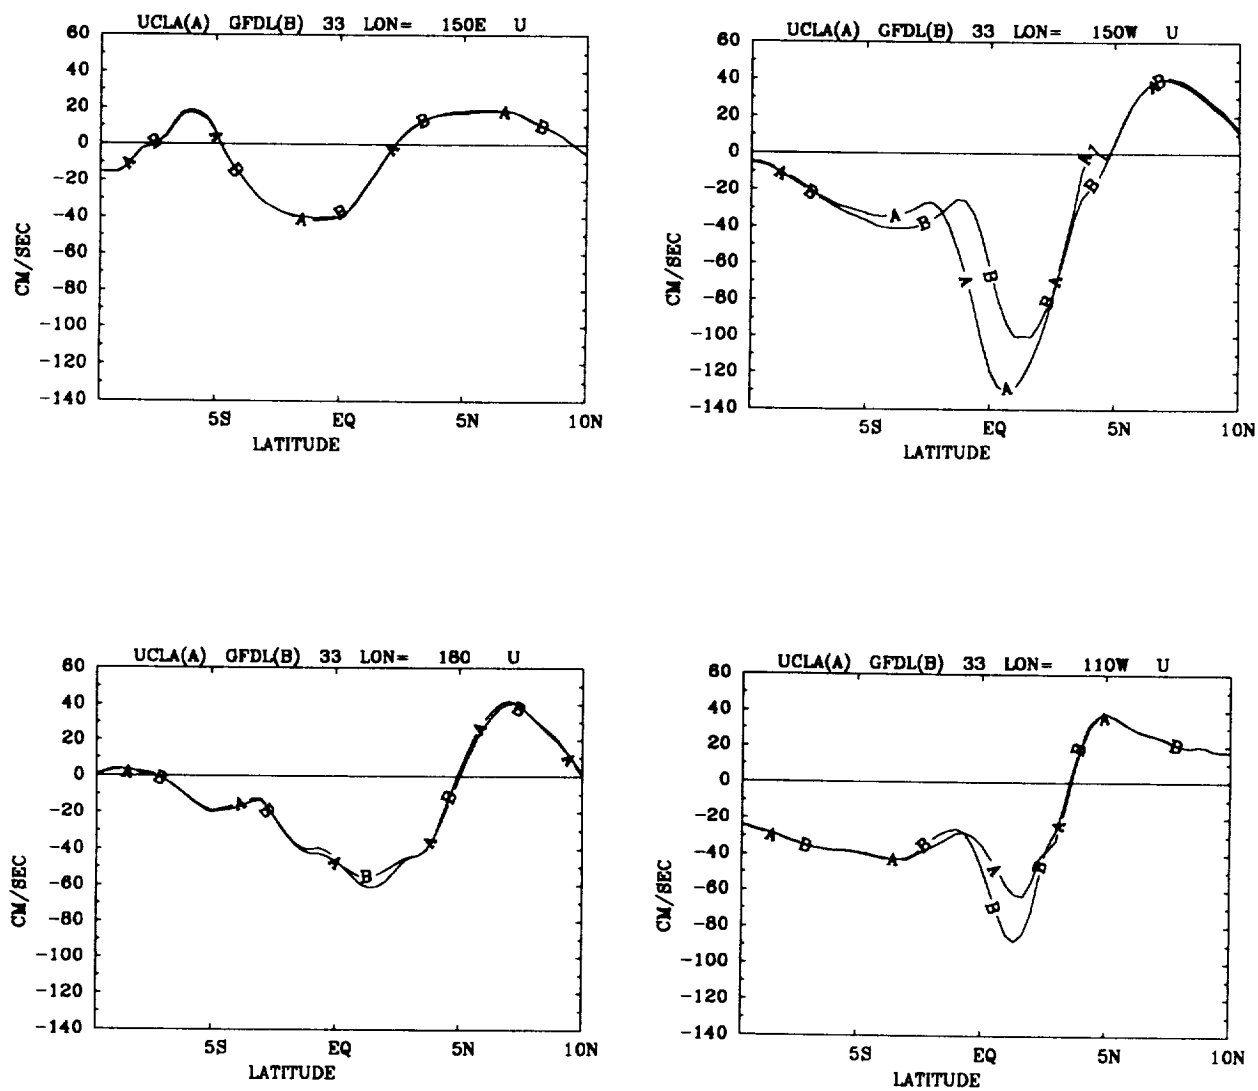 UCLA(A) GFDL(B) 33 LON= 150E U
60
40
20
0
-20
-40
-60
-80
-100
-120
-140
CM/SEC
A B A B A B A B A B
5S EQ 5N 10N
LATITUDE
UCLA(A) GFDL(B) 33 LON= 150W U
60
40
20
0
-20
-40
-60
-80
-100
-120
-140
CM/SEC
A B A B A B A B A A B A B
5S EQ 5N 10N
LATITUDE
UCLA(A) GFDL(B) 33 LON= 180 U
60
40
20
0
-20
-40
-60
-80
-100
-120
-140
CM/SEC
A B A B A B A B A B A
5S EQ 5N 10N
LATITUDE
UCLA(A) GFDL(B) 33 LON= 110W U
60
40
20
0
-20
-40
-60
-80
-100
-120
-140
CM/SEC
A B A B A B B A B A B
5S EQ 5N 10N
LATITUDE